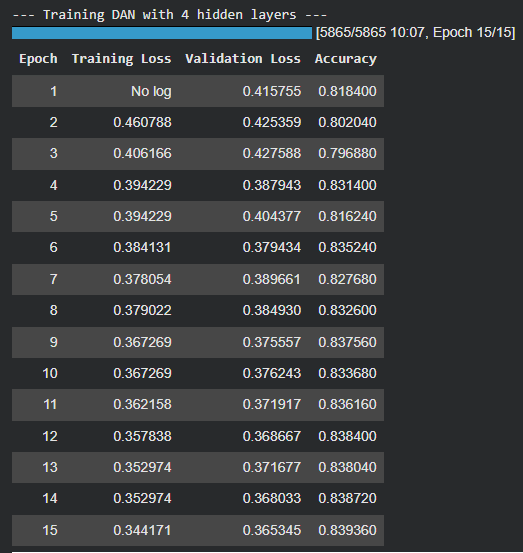 --- Training DAN with 4 hidden layers ---
[5865/5865 10:07, Epoch 15/15]
Epoch Training Loss Validation Loss Accuracy
1 No log 0.415755 0.818400
2 0.460788 0.425359 0.802040
3 0.406166 0.427588 0.796880
4 0.394229 0.387943 0.831400
5 0.394229 0.404377 0.816240
6 0.384131 0.379434 0.835240
7 0.378054 0.389661 0.827680
8 0.379022 0.384930 0.832600
9 0.367269 0.375557 0.837560
10 0.367269 0.376243 0.833680
11 0.362158 0.371917 0.836160
12 0.357838 0.368667 0.838400
13 0.352974 0.371677 0.838040
14 0.352974 0.368033 0.838720
15 0.344171 0.365345 0.839360